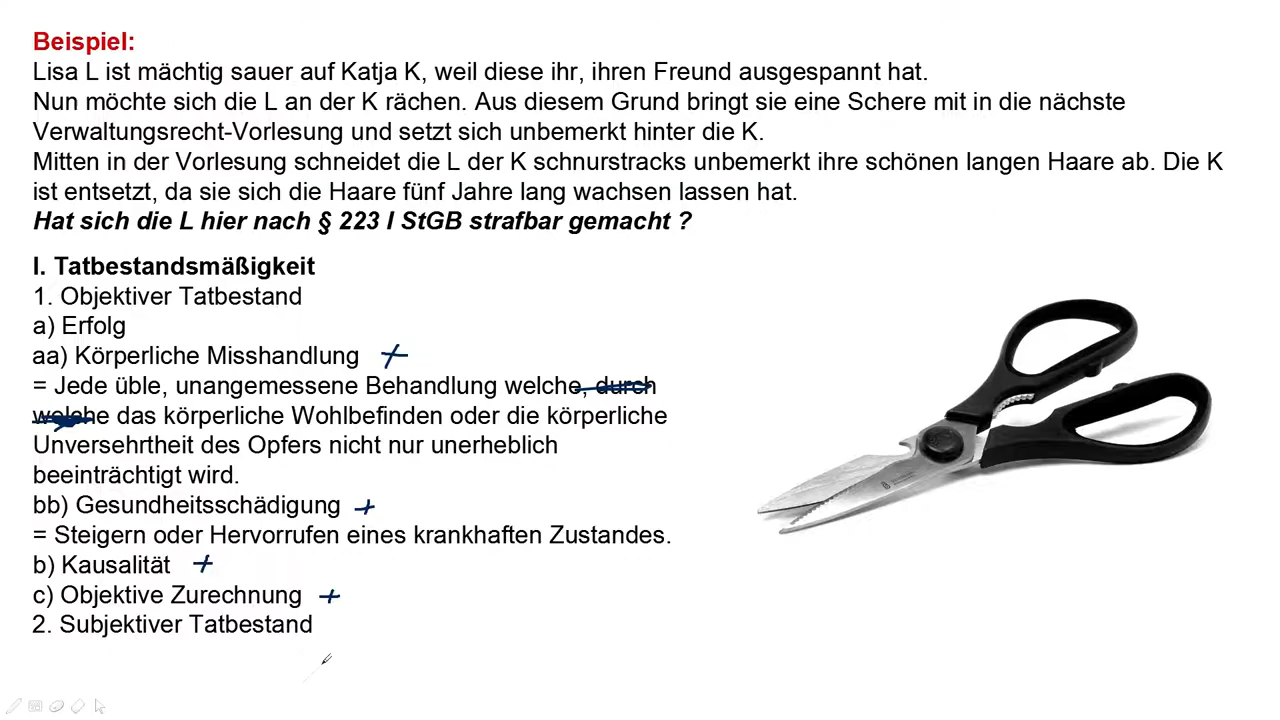 Beispiel:
Lisa L ist mächtig sauer auf Katja K, weil diese ihr, ihren Freund ausgespannt hat.
Nun möchte sich die L an der K rächen. Aus diesem Grund bringt sie eine Schere mit in die nächste
Verwaltungsrecht-Vorlesung und setzt sich unbemerkt hinter die K.
Mitten in der Vorlesung schneidet die L der K schnurstracks unbemerkt ihre schönen langen Haare ab. Die K
ist entsetzt, da sie sich die Haare fünf Jahre lang wachsen lassen hat.
Hat sich die L hier nach § 223 I StGB strafbar gemacht ?
I. Tatbestandsmäßigkeit
1. Objektiver Tatbestand
a) Erfolg
aa) Körperliche Misshandlung +
= Jede üble, unangemessene Behandlung welche, durch
welche das körperliche Wohlbefinden oder die körperliche
Unversehrtheit des Opfers nicht nur unerheblich
beeinträchtigt wird.
bb) Gesundheitsschädigung +
= Steigern oder Hervorrufen eines krankhaften Zustandes.
b) Kausalität +
c) Objektive Zurechnung +
2. Subjektiver Tatbestand